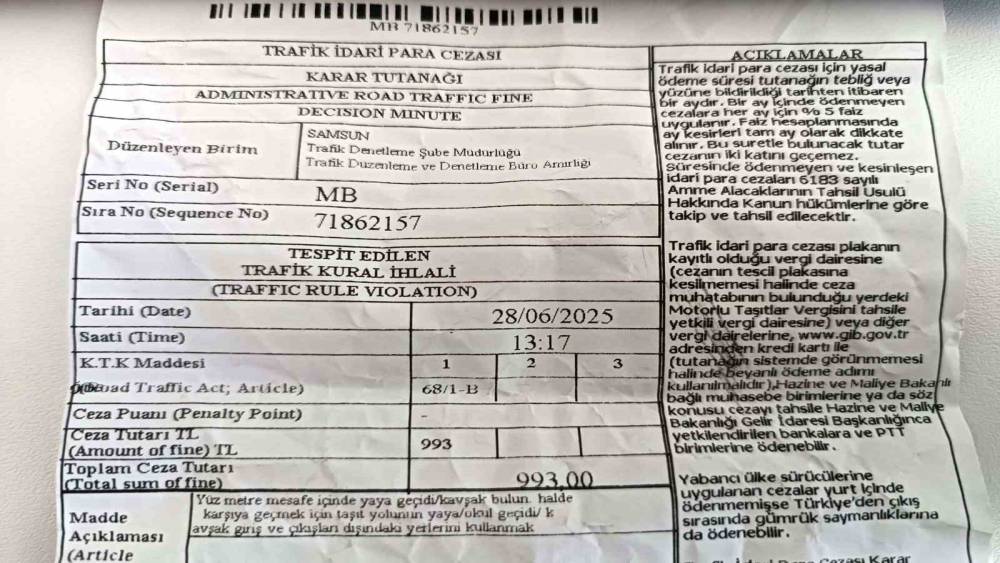 MB 71862157
TRAFİK İDARİ PARA CEZASI
KARAR TUTANAĞI
ADMINISTRATIVE ROAD TRAFFIC FINE
DECISION MINUTE
Düzenleyen Birim
SAMSUN
Trafik Denetleme Şube Müdürlüğü
Trafik Düzenleme ve Denetleme Büro Amirliği
Seri No (Serial)
MB
Sıra No (Sequence No)
71862157
TESPİT EDİLEN
TRAFİK KURAL İHLALİ
(TRAFFIC RULE VIOLATION)
Tarihi (Date)
28/06/2025
Saati (Time)
13:17
K.T.K Maddesi
1 2 3
Road Traffic Act; Article)
68/1-B
Ceza Puanı (Penalty Point)
-
Ceza Tutarı TL
(Amount of fine) TL
993
Toplam Ceza Tutarı
(Total sum of fine)
993,00
Madde
Açıklaması
(Article
Yüz metre mesafe içinde yaya geçidi/kavşak bulun. halde
karşıya geçmek için taşıt yolunun yaya/okul geçidi/ k
avşak giriş ve çıkışları dışındaki yerlerini kullanmak
AÇIKLAMALAR
Trafik idari para cezası için yasal
ödeme süresi tutanağın tebliğ veya
yüzüne bildirildiği tarihten itibaren
bir aydır. Bir ay içinde ödenmeyen
cezalara her ay için % 5 faiz
uygulanır. Faiz hesaplanmasında
ay kesirleri tam ay olarak dikkate
alınır. Bu suretle bulunacak tutar
cezanın iki katını geçemez.
Süresinde ödenmeyen ve kesinleşen
idari para cezaları 6183 sayılı
Amme Alacaklarının Tahsil Usulü
Hakkında Kanun hükümlerine göre
takip ve tahsil edilecektir.
Trafik idari para cezası plakanın
kayıtlı olduğu vergi dairesine
(cezanın tescil plakasına
kesilmemesi halinde ceza
muhatabının bulunduğu yerdeki
Motorlu Taşıtlar Vergisini tahsile
yetkili vergi dairesine) veya diğer
vergi dairelerine, www.gib.gov.tr
adresinden kredi kartı ile
(tutanağın sistemde görünmemesi
halinde beyanlı ödeme adımı
kullanılmalıdır),Hazine ve Maliye Bakanlı
bağlı muhasebe birimlerine ya da söz
konusu cezayı tahsile Hazine ve Maliye
Bakanlığı Gelir İdaresi Başkanlığınca
yetkilendirilen bankalara ve PTT
birimlerine ödenebilir.
Yabancı ülke sürücülerine
uygulanan cezalar yurt içinde
ödenmemişse Türkiye'den çıkış
sırasında gümrük saymanlıklarına
da ödenebilir.
Trafik İdari Para Cezası Karar